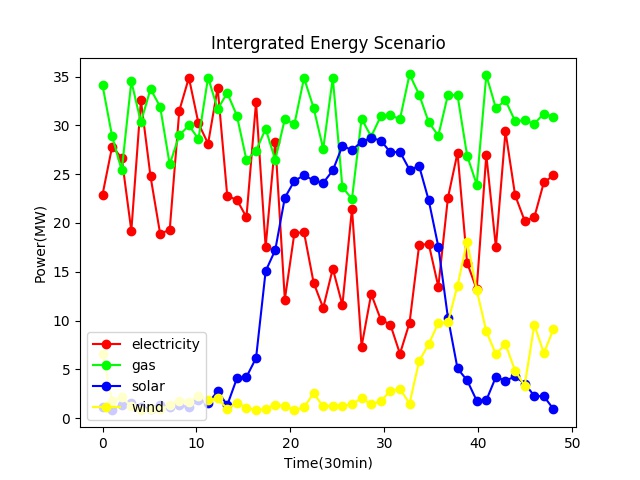 Intergrated Energy Scenario
Power(MW)
35
30
25
20
15
10
5
0
electricity
gas
solar
wind
0 10 20 30 40 50
Time(30min)